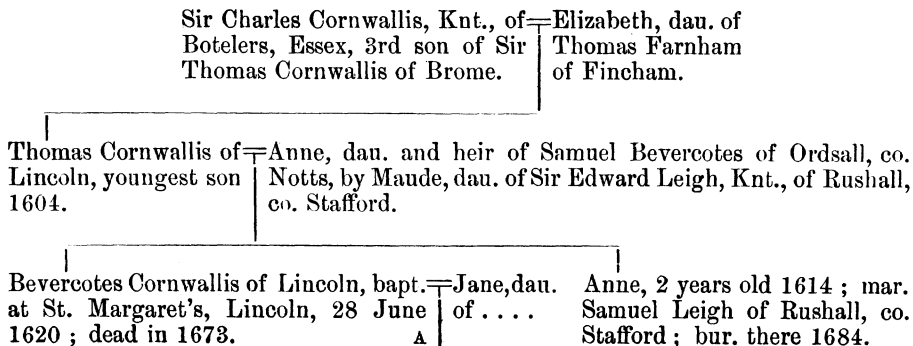 Sir Charles Cornwallis, Knt., of
Botelers, Essex, 3rd son of Sir
Thomas Cornwallis of Brome.
Elizabeth, dau. of
Thomas Farnham
of Fincham.
Thomas Cornwallis of
Lincoln, youngest son
1604.
Anne, dau. and heir of Samuel Bevercotes of Ordsall, co.
Notts, by Maude, dau. of Sir Edward Leigh, Knt., of Rushall,
co. Stafford.
Bevercotes Cornwallis of Lincoln, bapt.
at St. Margaret's, Lincoln, 28 June
1620 ; dead in 1673.
A
Jane, dau.
of . . . .
Anne, 2 years old 1614 ; mar.
Samuel Leigh of Rushall, co.
Stafford ; bur. there 1684.